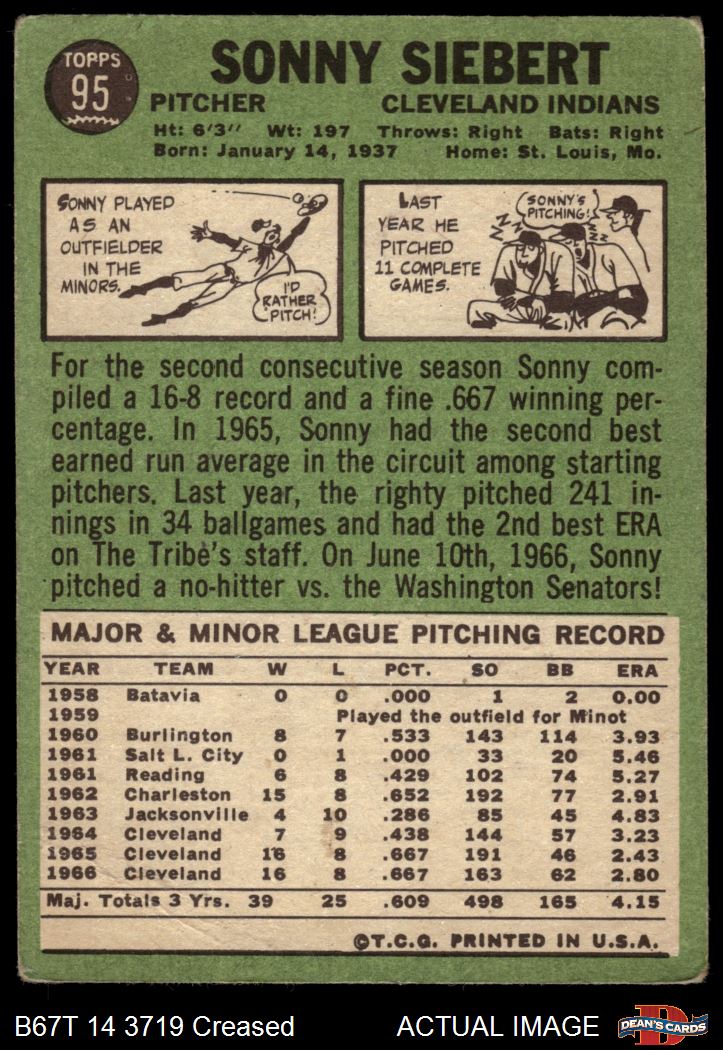 TOPPS
95
SONNY SIEBERT
PITCHER CLEVELAND INDIANS
Ht: 6'3" Wt: 197 Throws: Right Bats: Right
Born: January 14, 1937 Home: St. Louis, Mo.
SONNY PLAYED
AS AN
OUTFIELDER
IN THE
MINORS.
I'D
RATHER
PITCH!
LAST
YEAR HE
PITCHED
11 COMPLETE
GAMES.
SONNY'S
PITCHING!
Z Z Z Z Z Z
For the second consecutive season Sonny com-
piled a 16-8 record and a fine .667 winning per-
centage. In 1965, Sonny had the second best
earned run average in the circuit among starting
pitchers. Last year, the righty pitched 241 in-
nings in 34 ballgames and had the 2nd best ERA
on The Tribe's staff. On June 10th, 1966, Sonny
pitched a no-hitter vs. the Washington Senators!
MAJOR & MINOR LEAGUE PITCHING RECORD
YEAR TEAM W L PCT. SO BB ERA
1958 Batavia 0 0 .000 1 2 0.00
1959 Played the outfield for Minot
1960 Burlington 8 7 .533 143 114 3.93
1961 Salt L. City 0 1 .000 33 20 5.46
1961 Reading 6 8 .429 102 74 5.27
1962 Charleston 15 8 .652 192 77 2.91
1963 Jacksonville 4 10 .286 85 45 4.83
1964 Cleveland 7 9 .438 144 57 3.23
1965 Cleveland 16 8 .667 191 46 2.43
1966 Cleveland 16 8 .667 163 62 2.80
Maj. Totals 3 Yrs. 39 25 .609 498 165 4.15
©T.C.G. PRINTED IN U.S.A.
B67T 14 3719 Creased ACTUAL IMAGE
D
DEAN'S CARDS